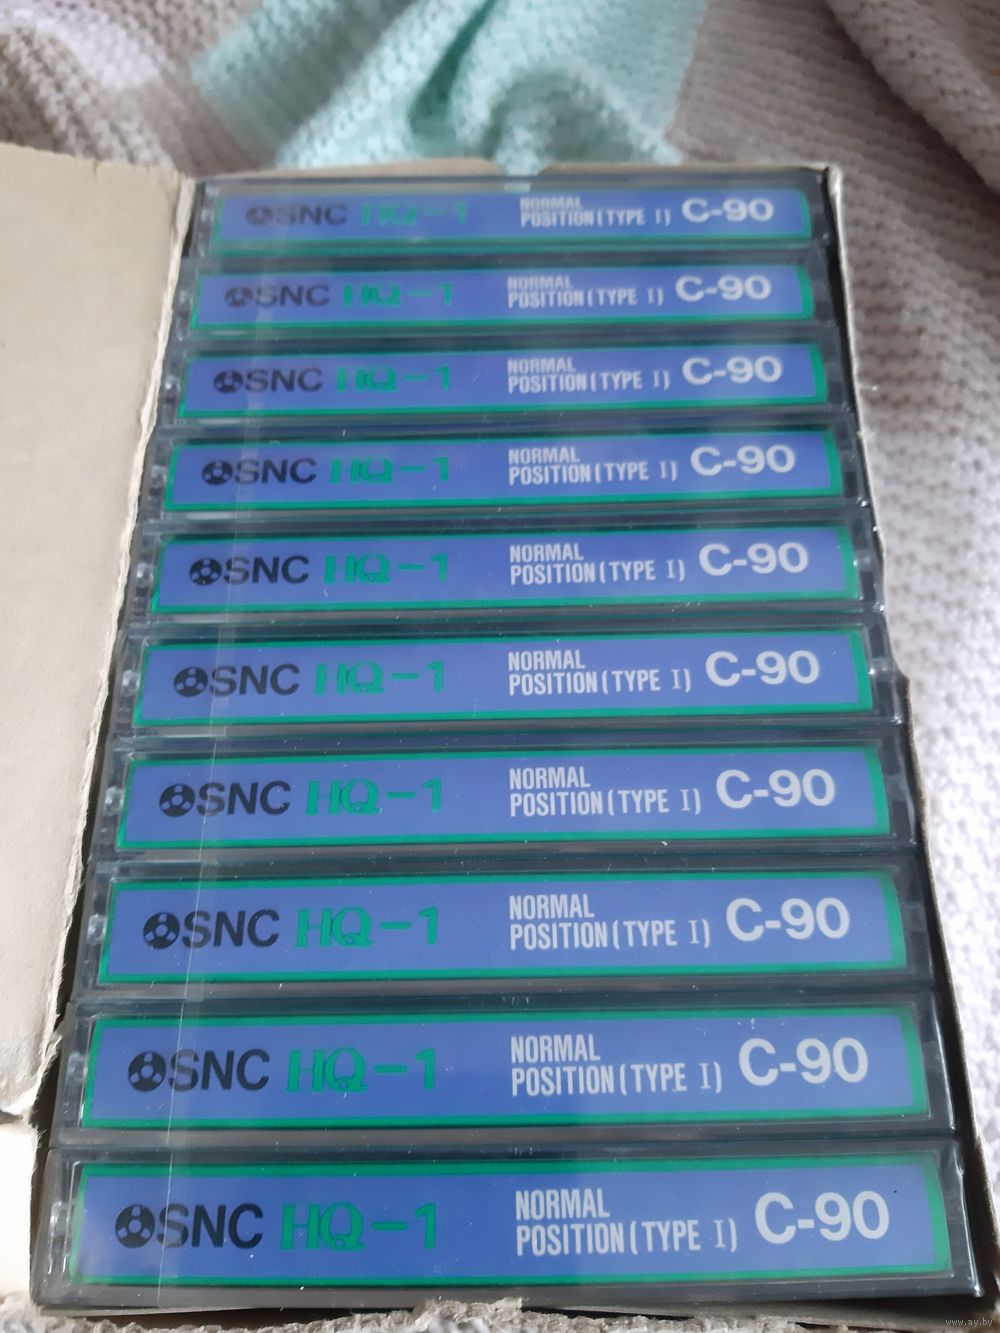 SNC HQ-1 NORMAL POSITION (TYPE I) C-90
SNC HQ-1 NORMAL POSITION (TYPE I) C-90
SNC HQ-1 NORMAL POSITION (TYPE I) C-90
SNC HQ-1 NORMAL POSITION (TYPE I) C-90
SNC HQ-1 NORMAL POSITION (TYPE I) C-90
SNC HQ-1 NORMAL POSITION (TYPE I) C-90
SNC HQ-1 NORMAL POSITION (TYPE I) C-90
SNC HQ-1 NORMAL POSITION (TYPE I) C-90
SNC HQ-1 NORMAL POSITION (TYPE I) C-90
SNC HQ-1 NORMAL POSITION (TYPE I) C-90
www.ay.by